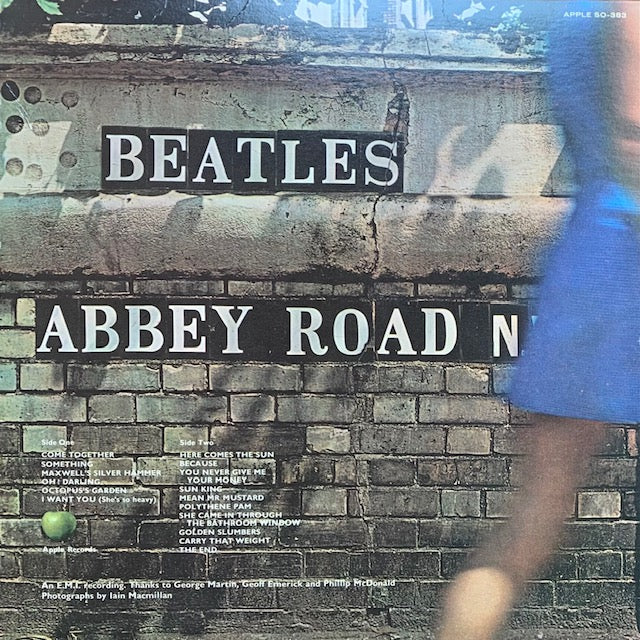 APPLE SO-383
BEATLES
ABBEY ROAD N
Side One
COME TOGETHER
SOMETHING
MAXWELL'S SILVER HAMMER
OH! DARLING
OCTOPUS'S GARDEN
I WANT YOU (She's so heavy)
Apple Records
Side Two
HERE COMES THE SUN
BECAUSE
YOU NEVER GIVE ME
YOUR MONEY
SUN KING
MEAN MR MUSTARD
POLYTHENE PAM
SHE CAME IN THROUGH
THE BATHROOM WINDOW
GOLDEN SLUMBERS
CARRY THAT WEIGHT
THE END
An E.M.I. recording. Thanks to George Martin, Geoff Emerick and Phillip McDonald
Photographs by Iain Macmillan